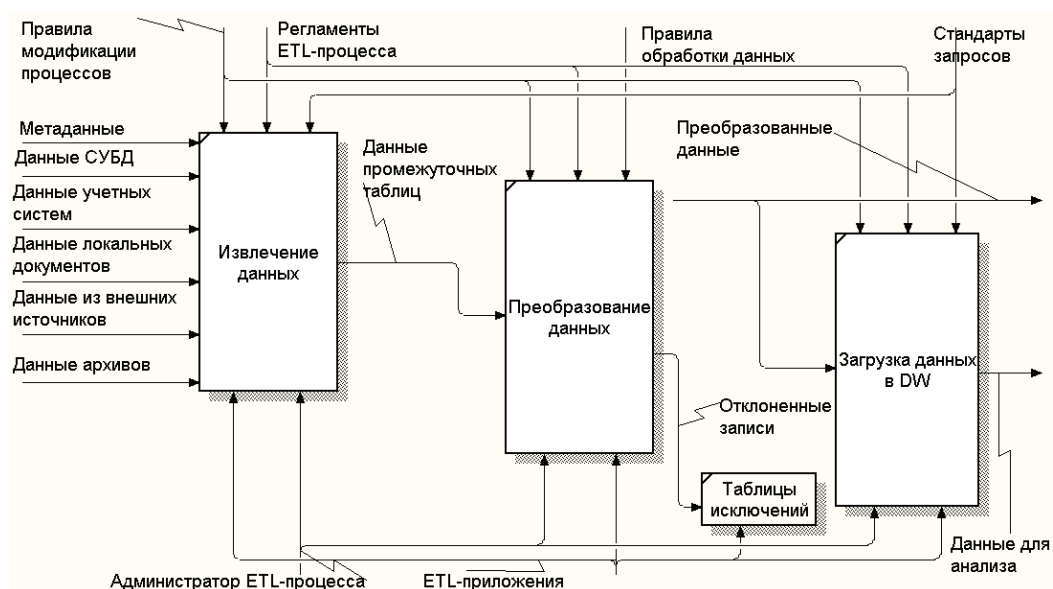 Правила
модификации
процессов
Регламенты
ETL-процесса
Правила
обработки данных
Стандарты
запросов
Метаданные
Данные СУБД
Данные учетных
систем
Данные локальных
документов
Данные из внешних
источников
Данные архивов
Извлечение
данных
Данные
промежуточных
таблиц
Преобразование
данных
Преобразованные
данные
Загрузка данных
в DW
Отклоненные
записи
Таблицы
исключений
Данные для
анализа
Администратор ETL-процесса
ETL-приложения